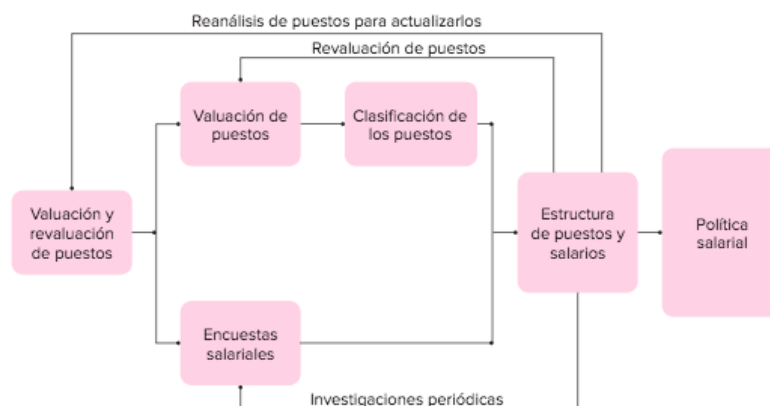 Reanálisis de puestos para actualizarlos
Revaluación de puestos
Valuación de
puestos
Clasificación de
los puestos
Valuación y
revaluación
de puestos
Estructura
de puestos y
salarios
Política
salarial
Encuestas
salariales
Investigaciones periódicas